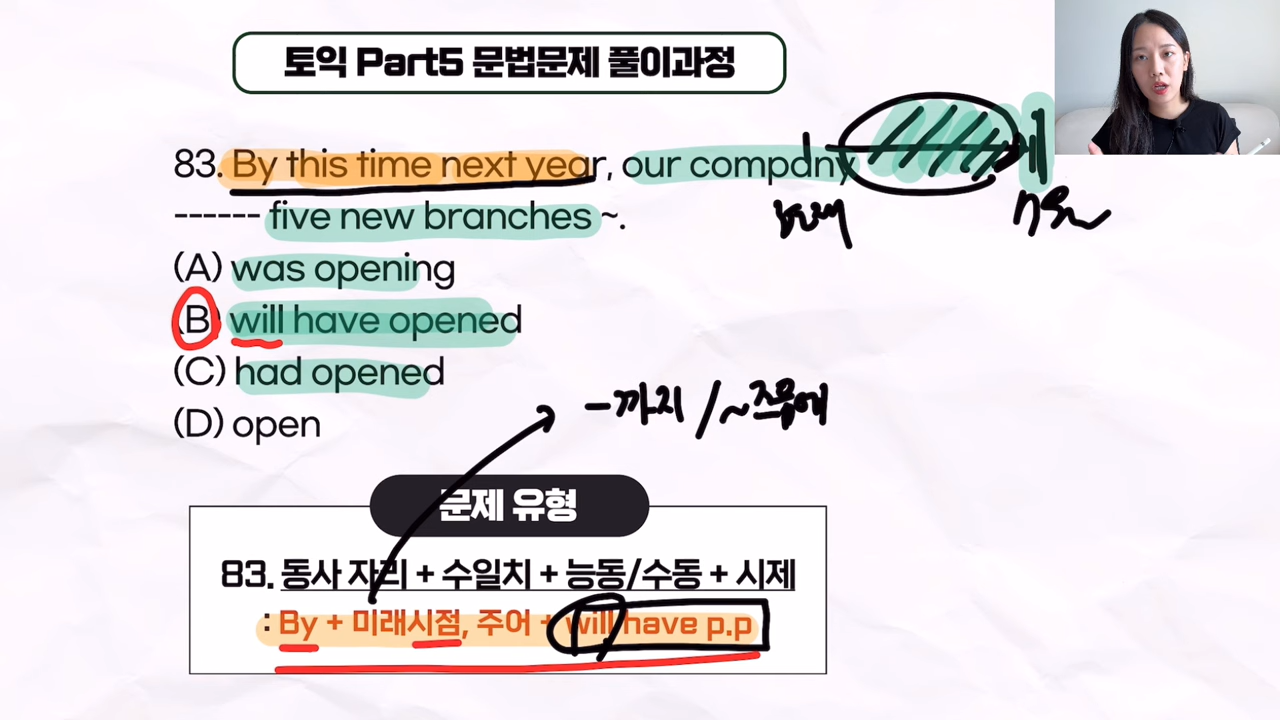 토익 Part5 문법문제 풀이과정
83. By this time next year, our company
------ five new branches ~.
(A) was opening
(B) will have opened
(C) had opened
(D) open
현재
-까지 / ~즈음에
문제 유형
83. 동사 자리 + 수일치 + 능동/수동 + 시제
: By + 미래시점, 주어 + will have p.p